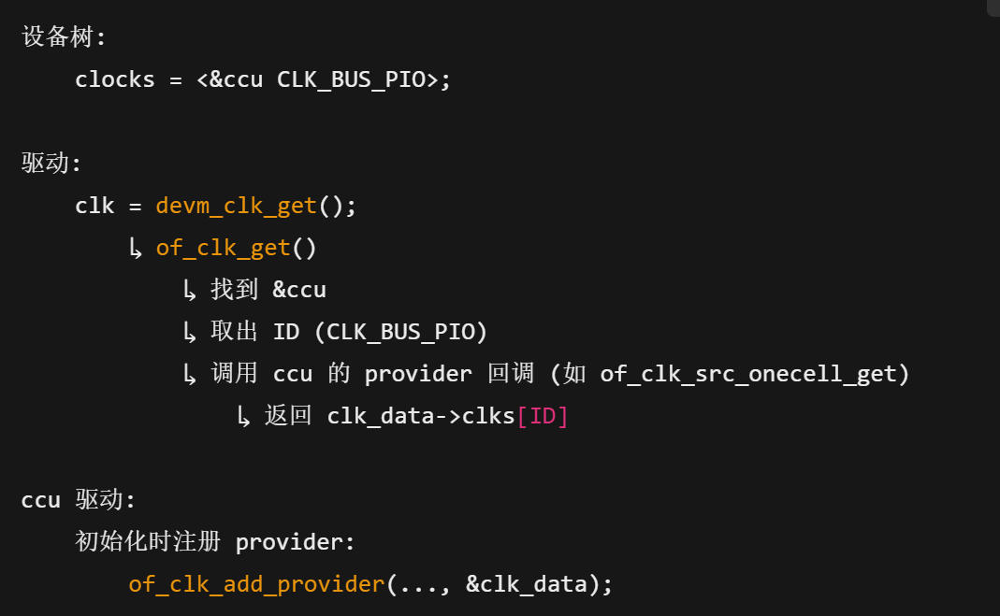 设备树:
clocks = <&ccu CLK_BUS_PIO>;
驱动:
clk = devm_clk_get();
↳ of_clk_get()
↳ 找到 &ccu
↳ 取出 ID (CLK_BUS_PIO)
↳ 调用 ccu 的 provider 回调 (如 of_clk_src_onecell_get)
↳ 返回 clk_data->clks[ID]
ccu 驱动:
初始化时注册 provider:
of_clk_add_provider(..., &clk_data);